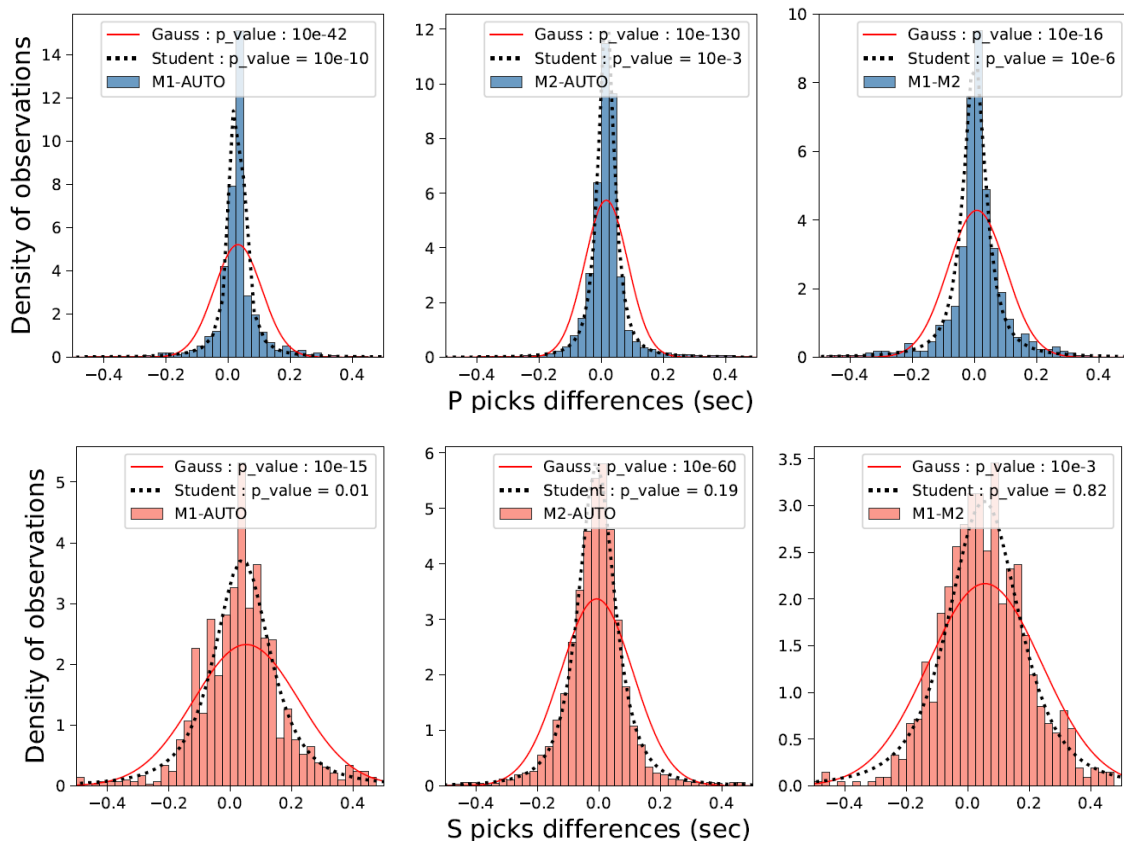 Gauss : p_value : 10e-42
Student : p_value = 10e-10
M1-AUTO
Gauss : p_value : 10e-130
Student : p_value = 10e-3
M2-AUTO
Gauss : p_value : 10e-16
Student : p_value = 10e-6
M1-M2
Density of observations
14
12
10
8
6
4
2
0
−0.4 −0.2 0.0 0.2 0.4
12
10
8
6
4
2
0
−0.4 −0.2 0.0 0.2 0.4
10
8
6
4
2
0
−0.4 −0.2 0.0 0.2 0.4
P picks differences (sec)
Gauss : p_value : 10e-15
Student : p_value = 0.01
M1-AUTO
Gauss : p_value : 10e-60
Student : p_value = 0.19
M2-AUTO
Gauss : p_value : 10e-3
Student : p_value = 0.82
M1-M2
Density of observations
5
4
3
2
1
0
−0.4 −0.2 0.0 0.2 0.4
6
5
4
3
2
1
0
−0.4 −0.2 0.0 0.2 0.4
3.5
3.0
2.5
2.0
1.5
1.0
0.5
0.0
−0.4 −0.2 0.0 0.2 0.4
S picks differences (sec)